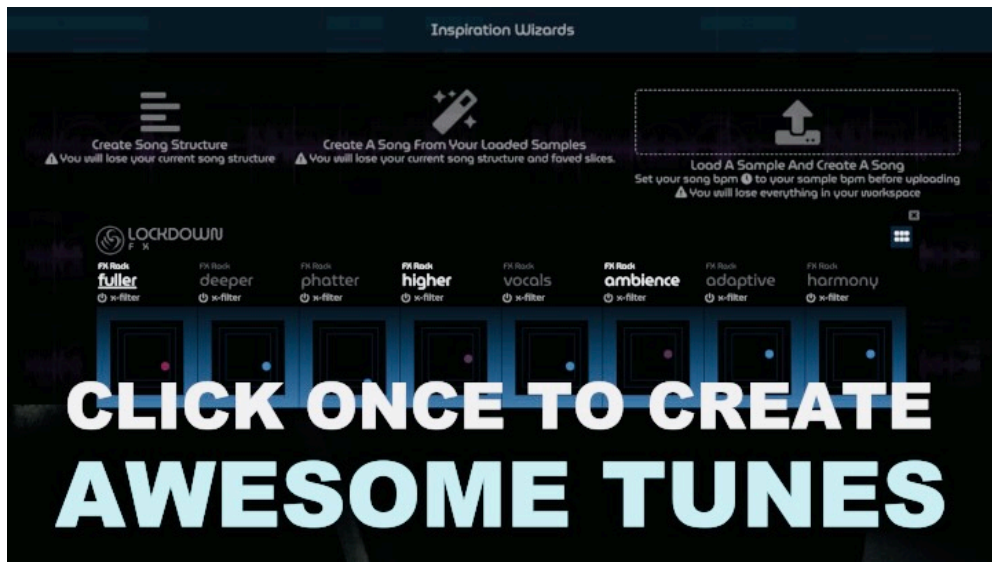 Inspiration Wizards
Create Song Structure
You will lose your current song structure
Create A Song From Your Loaded Samples
You will lose your current song structure and faved slices.
Load A Sample And Create A Song
Set your song bpm to your sample bpm before uploading
You will lose everything in your workspace
LOCKDOWN
FX
FX Rack FX Rack FX Rack FX Rack FX Rack FX Rack FX Rack FX Rack
fuller deeper phatter higher vocals ambience adaptive harmony
x-filter x-filter x-filter x-filter x-filter x-filter x-filter x-filter
CLICK ONCE TO CREATE
AWESOME TUNES